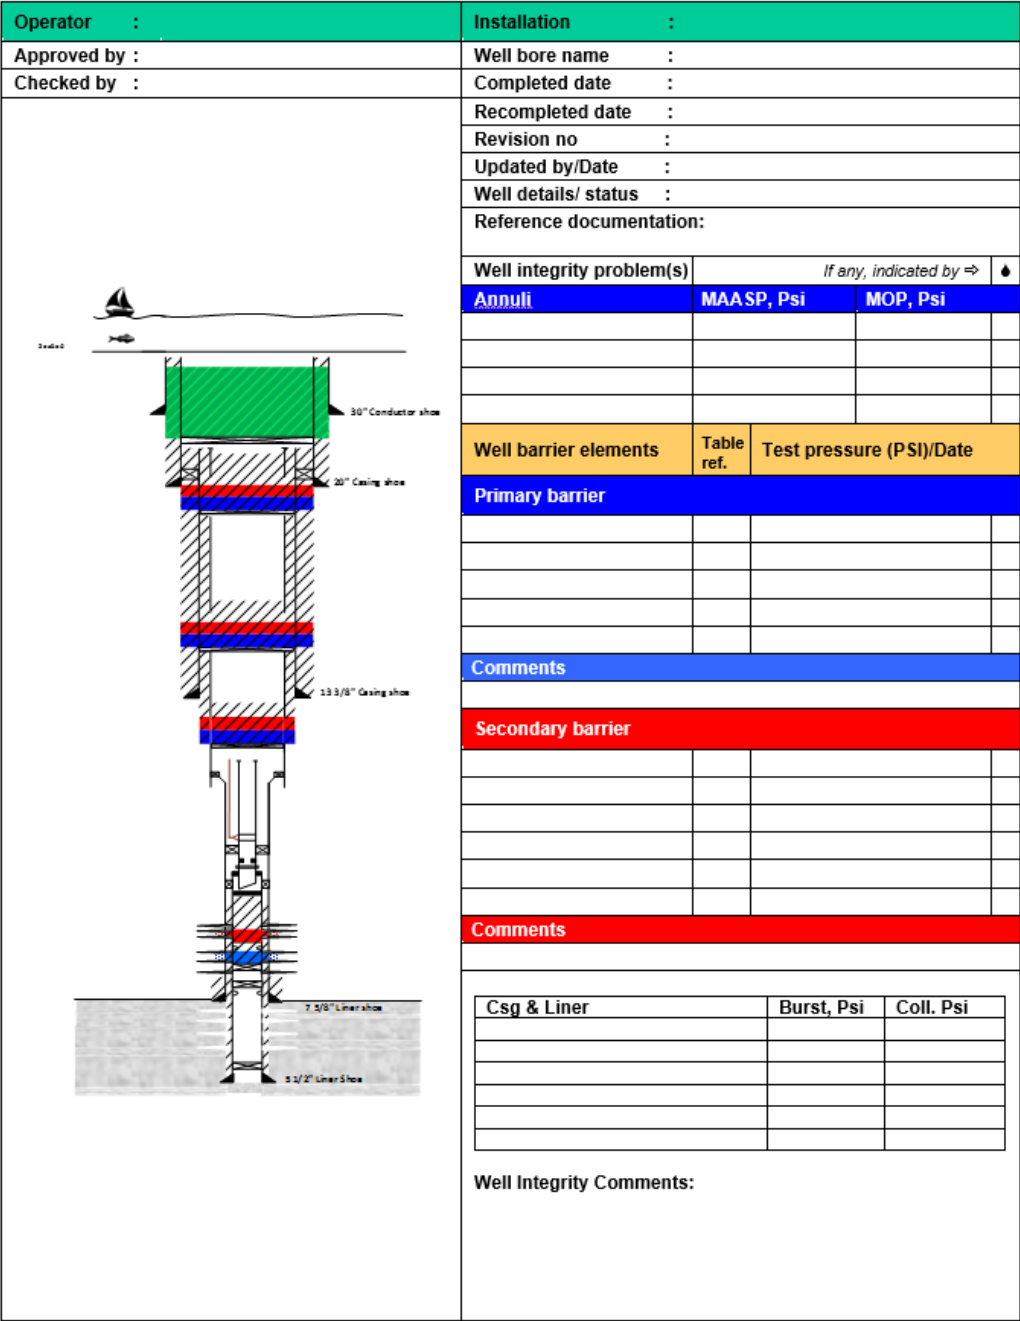 Operator :
Installation :
Approved by :
Well bore name :
Checked by :
Completed date :
Recompleted date :
Revision no :
Updated by/Date :
Well details/ status :
Reference documentation:
Well integrity problem(s) If any, indicated by ⇨
Annuli MAASP, Psi MOP, Psi
30" Conductor shoe
20" Casing shoe
13 3/8" Casing shoe
7 5/8" Liner shoe
5 1/2" Liner Shoe
Well barrier elements Table ref. Test pressure (PSI)/Date
Primary barrier
Comments
Secondary barrier
Comments
Csg & Liner Burst, Psi Coll. Psi
Well Integrity Comments: